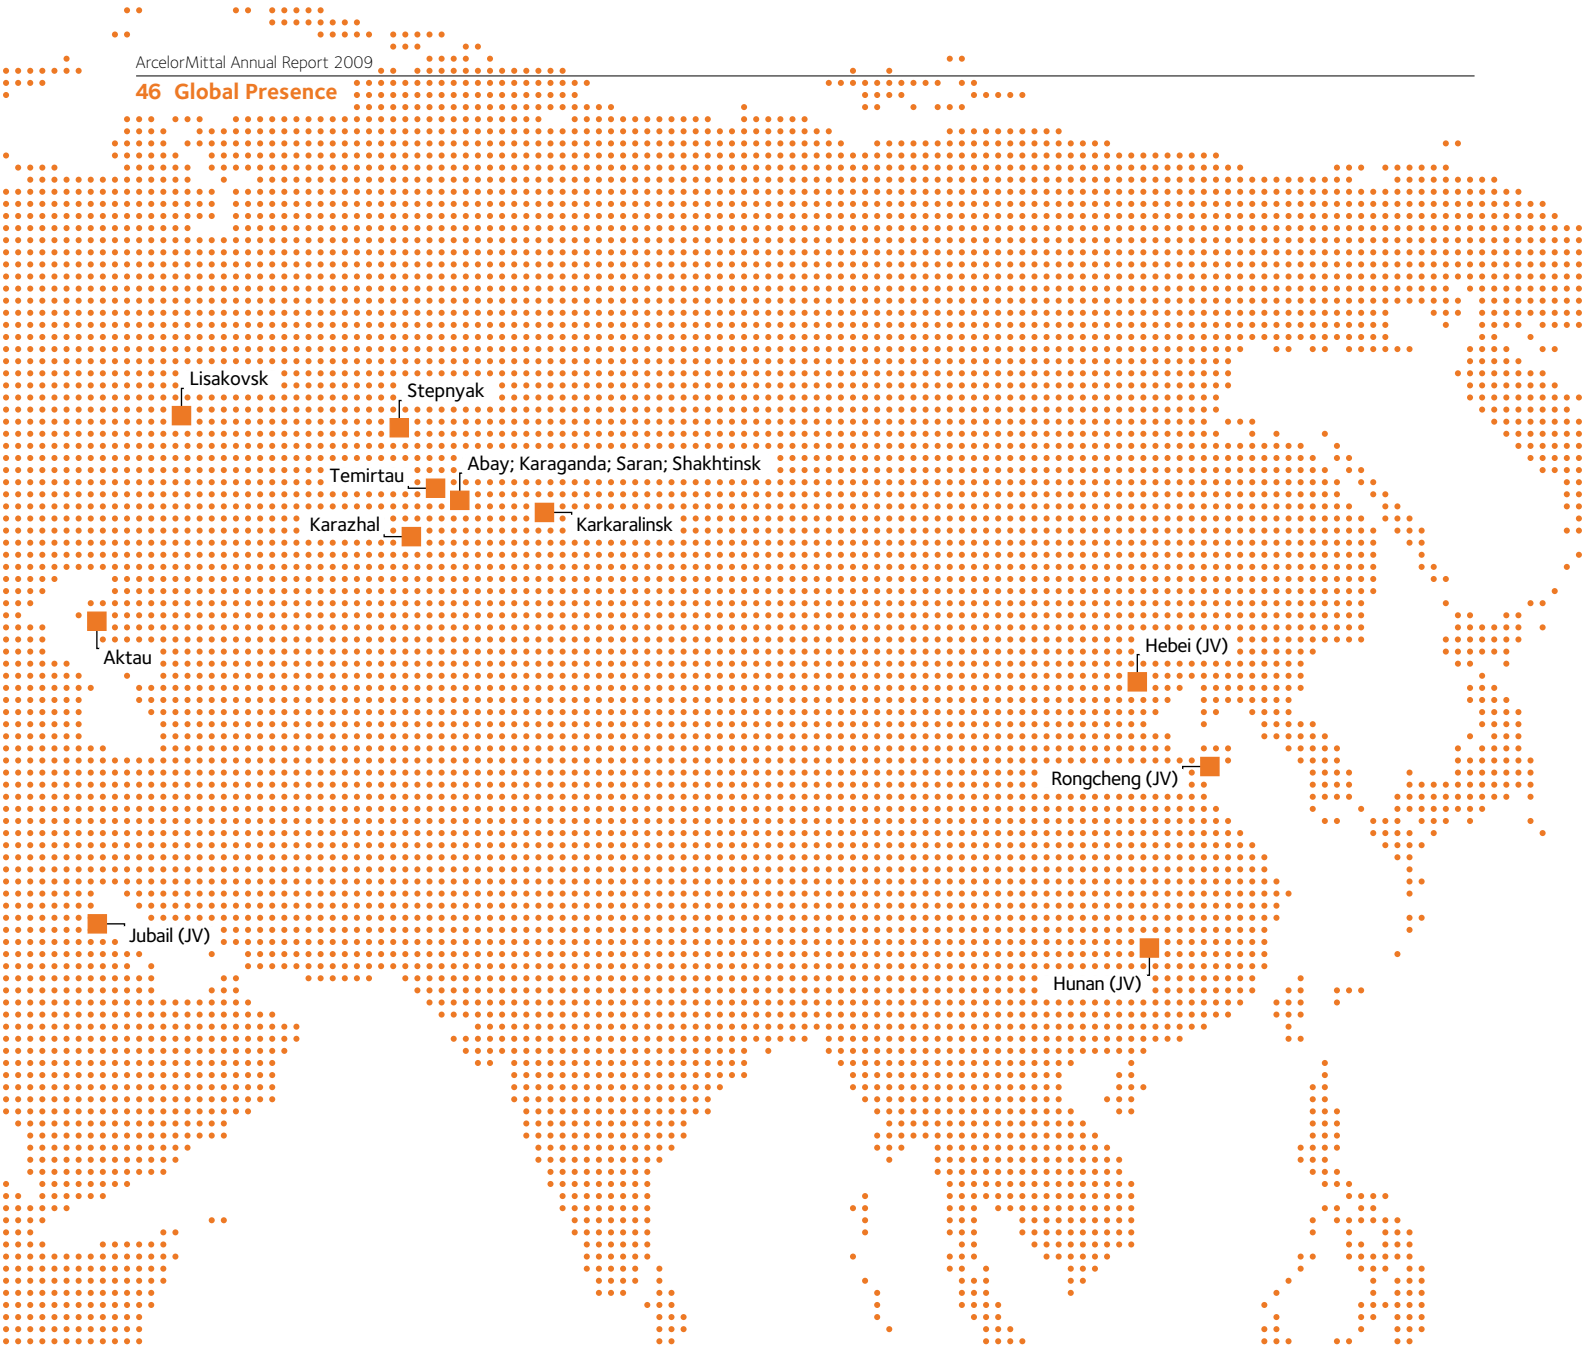 ArcelorMittal Annual Report 2009
46 Global Presence
Lisakovsk
Stepnyak
Abay; Karaganda; Saran; Shakhtinsk
Temirtau
Karazhal
Karkaralinsk
Aktau
Hebei (JV)
Rongcheng (JV)
Jubail (JV)
Hunan (JV)